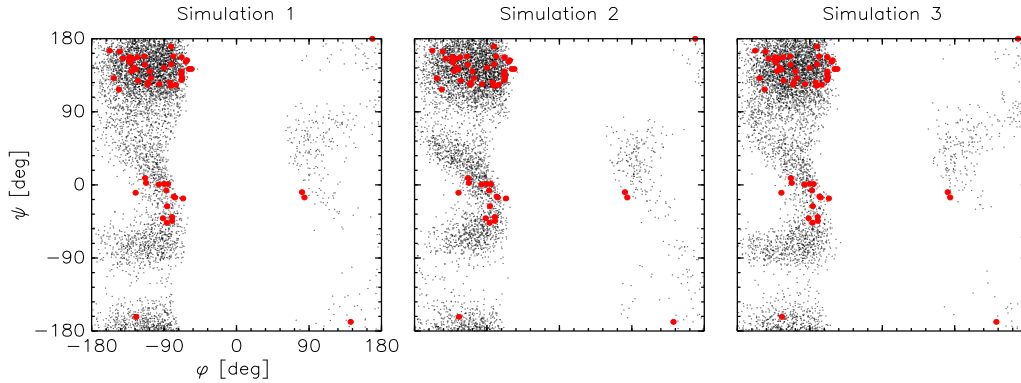 Simulation 1
Simulation 2
Simulation 3
180
90
0
−90
−180
ψ [deg]
−180
−90
0
90
180
φ [deg]